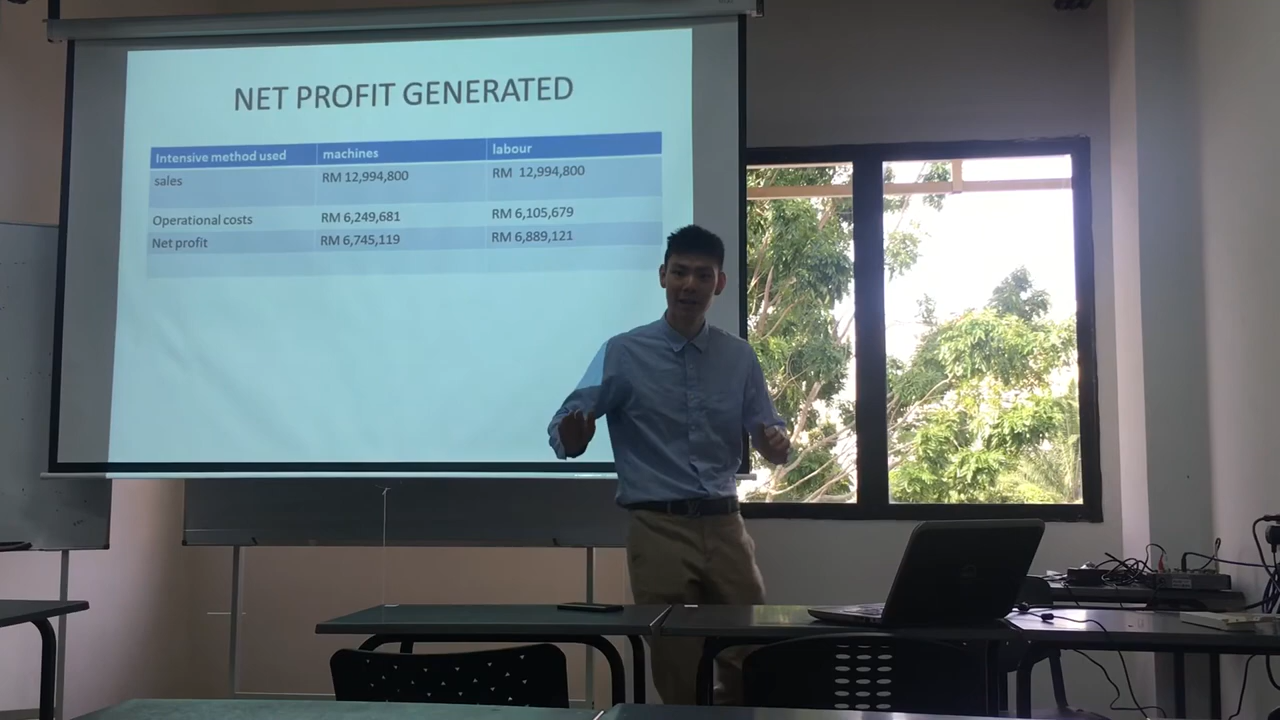 NET PROFIT GENERATED
Intensive method used machines labour
sales RM 12,994,800 RM 12,994,800
Operational costs RM 6,249,681 RM 6,105,679
Net profit RM 6,745,119 RM 6,889,121